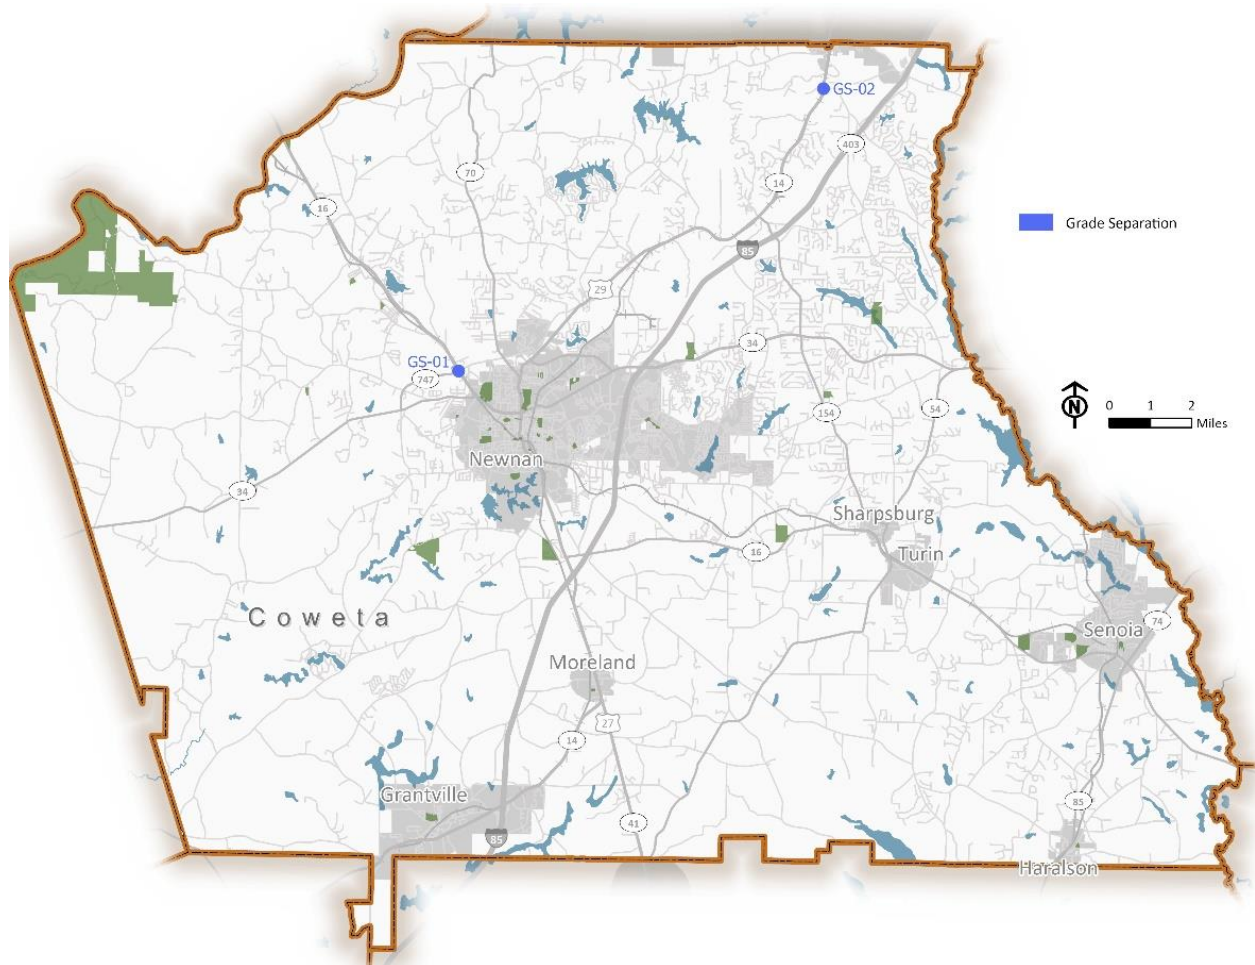 GS-02
403
70
14
16
Grade Separation
85
29
34
GS-01
747
N
0 1 2
Miles
154
54
Newnan
34
Sharpsburg
16
Turin
Coweta
74
Senoia
Moreland
27
14
Grantville
85
41
85
Haralson